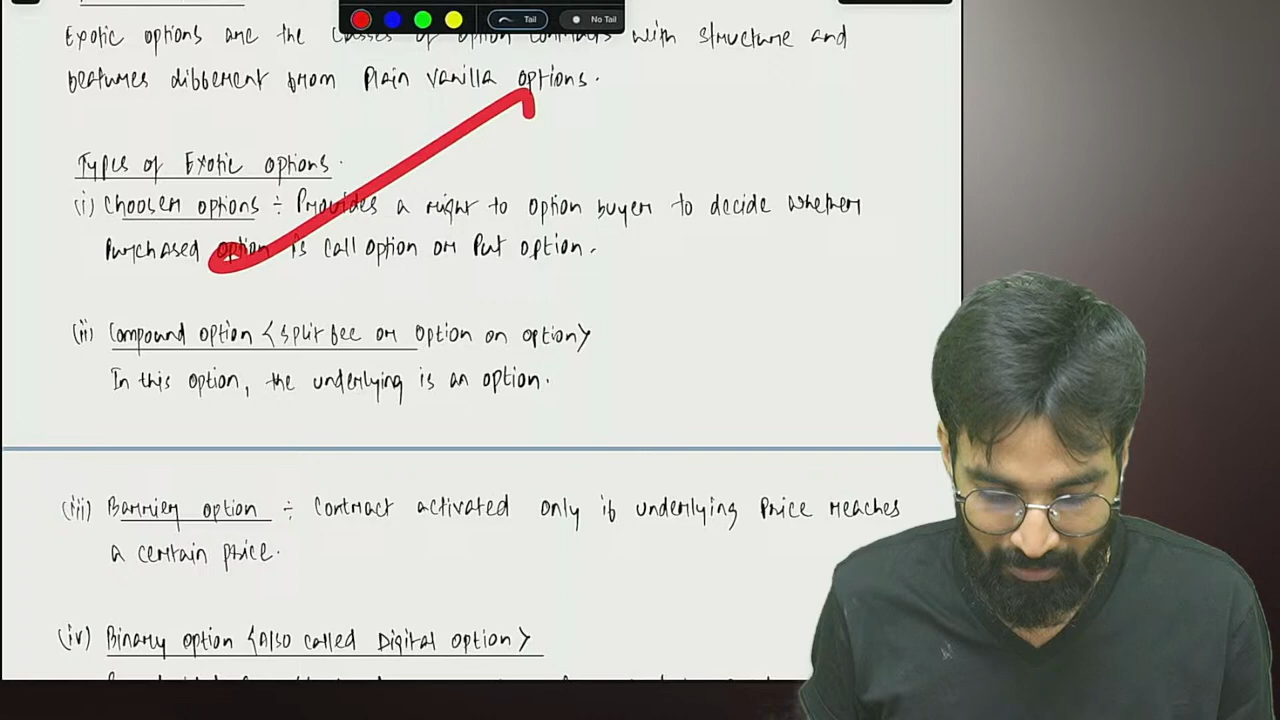 Tail
No Tail
Exotic options are the classes of option contracts with structure and
features different from Plain Vanilla options.
Types of Exotic options.
(i) Chooser options ÷ Provides a right to option buyer to decide whether
Purchased option is call option or Put option.
(ii) Compound option {Split fee or Option on option}
In this option, the underlying is an option.
(iii) Barrier option ÷ Contract activated only if underlying Price reaches
a certain price.
(iv) Binary option {Also called Digital option}